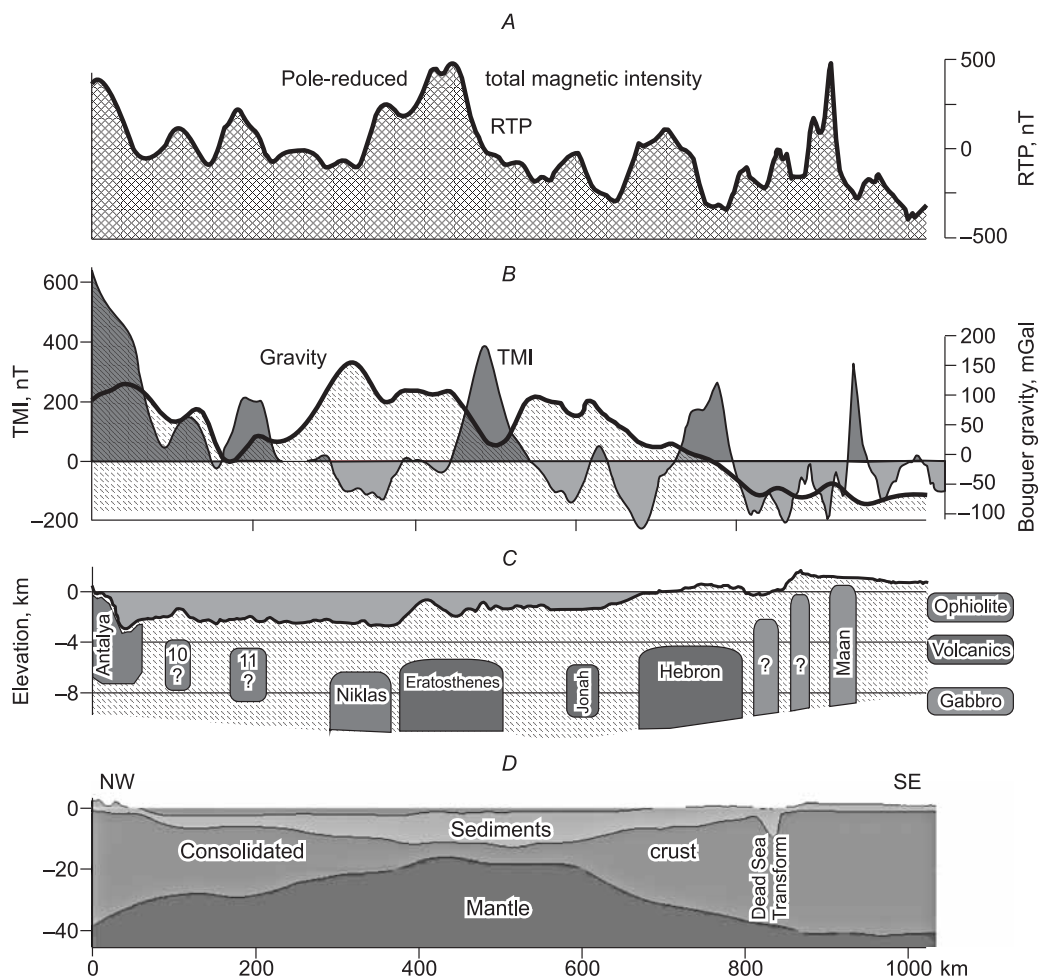 A
Pole-reduced total magnetic intensity
RTP
500
0
–500
RTP, nT
B
600
400
200
0
–200
TMI, nT
Gravity
TMI
200
150
100
50
0
–50
–100
Bouguer gravity, mGal
C
0
–4
–8
Elevation, km
Antalya
10
?
11
?
Niklas
Eratosthenes
Jonah
Hebron
?
?
Maan
Ophiolite
Volcanics
Gabbro
D
NW
SE
0
–20
–40
Sediments
Consolidated crust
Mantle
Dead Sea
Transform
0 200 400 600 800 1000 km